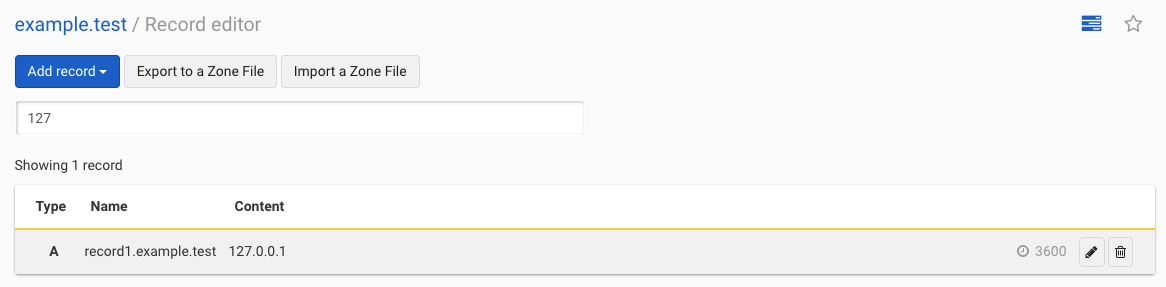 example.test / Record editor
Add record Export to a Zone File Import a Zone File
127
Showing 1 record
Type Name Content
A record1.example.test 127.0.0.1 3600